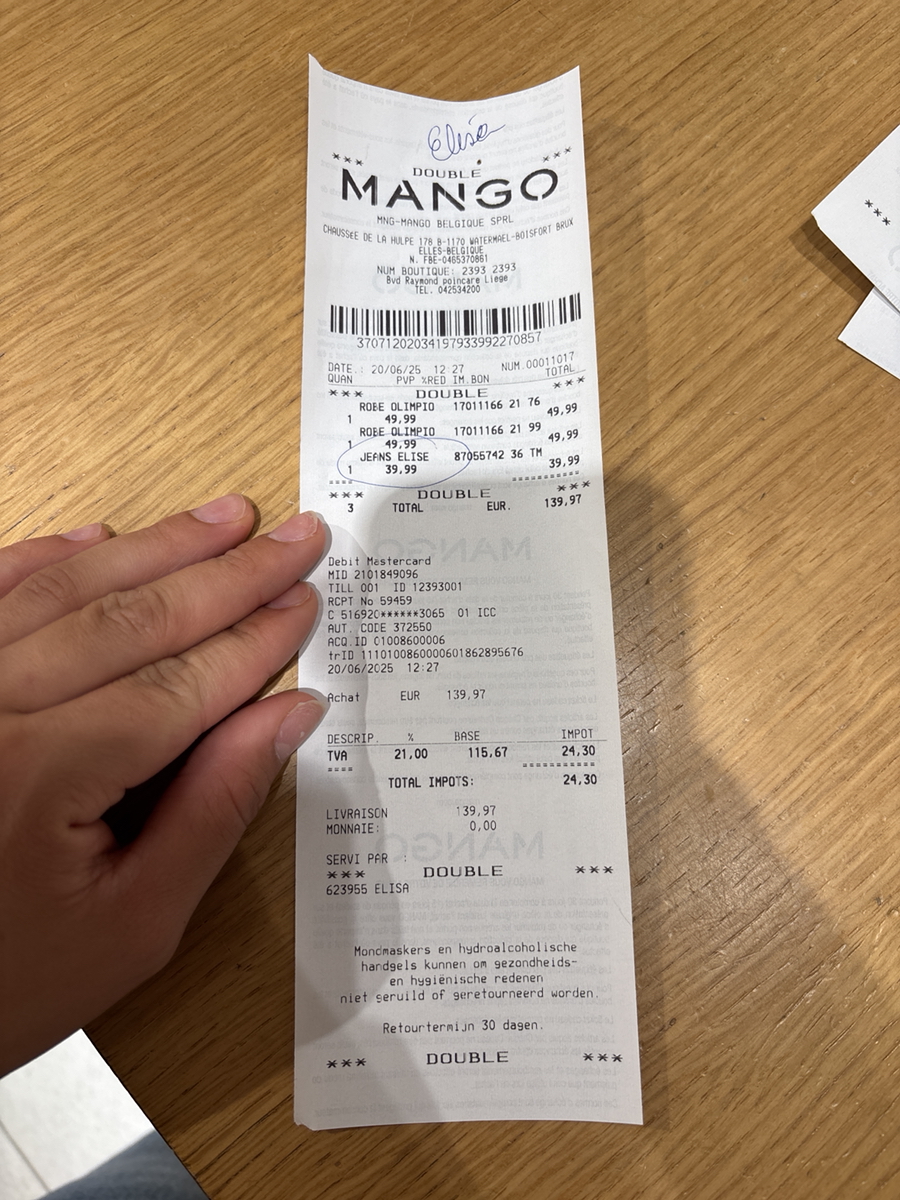 Elisa
*** ***
DOUBLE
MANGO
MNG-MANGO BELGIQUE SPRL
CHAUSSÉE DE LA HULPE 178 B-1170 WATERMAEL-BOISFORT BRUX
ELLES-BELGIQUE
N. FBE-0465370861
NUM BOUTIQUE: 2393 2393
Bvd Raymond poincare Liege
TEL. 042534200
37071202034197933992270857
DATE.: 20/06/25 12:27 NUM.00011017
QUAN PVP %RED IM.BON TOTAL
*** DOUBLE ***
ROBE OLIMPIO 17011166 21 76
1 49,99 49,99
ROBE OLIMPIO 17011166 21 99
1 49,99 49,99
JEANS ELISE 87055742 36 TM
1 39,99 39,99
==== ===========
*** DOUBLE ***
3 TOTAL EUR. 139,97
Debit Mastercard
MID 2101849096
TILL 001 ID 12393001
RCPT No 59459
C 516920******3065 01 ICC
AUT. CODE 372550
ACQ.ID 01008600006
trID 1110100860000601862895676
20/06/2025 12:27
Achat EUR 139,97
DESCRIP. % BASE IMPOT
TVA 21,00 115,67 24,30
==== ===========
TOTAL IMPOTS: 24,30
LIVRAISON 139,97
MONNAIE: 0,00
SERVI PAR :
*** DOUBLE ***
623955 ELISA
Mondmaskers en hydroalcoholische
handgels kunnen om gezondheids-
en hygiënische redenen
niet geruild of geretourneerd worden.
Retourtermijn 30 dagen.
*** DOUBLE ***